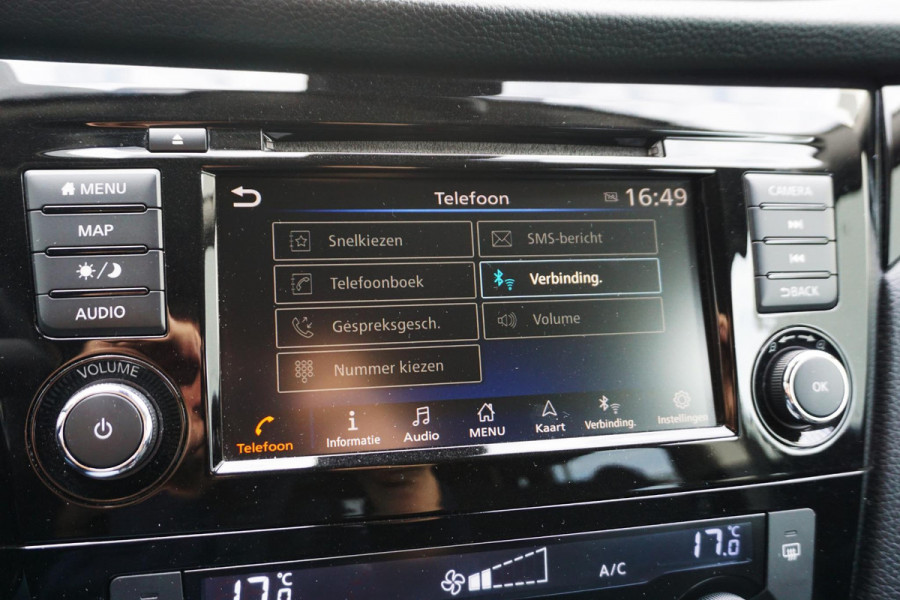 MENU
MAP
AUDIO
VOLUME
Telefoon
16:49
Snelkiezen
SMS-bericht
Telefoonboek
Verbinding.
Gespreksgesch.
Volume
Nummer kiezen
Telefoon
Informatie
Audio
MENU
Kaart
Verbinding.
Instellingen
CAMERA
BACK
OK
17.0°C
A/C
17.0°C